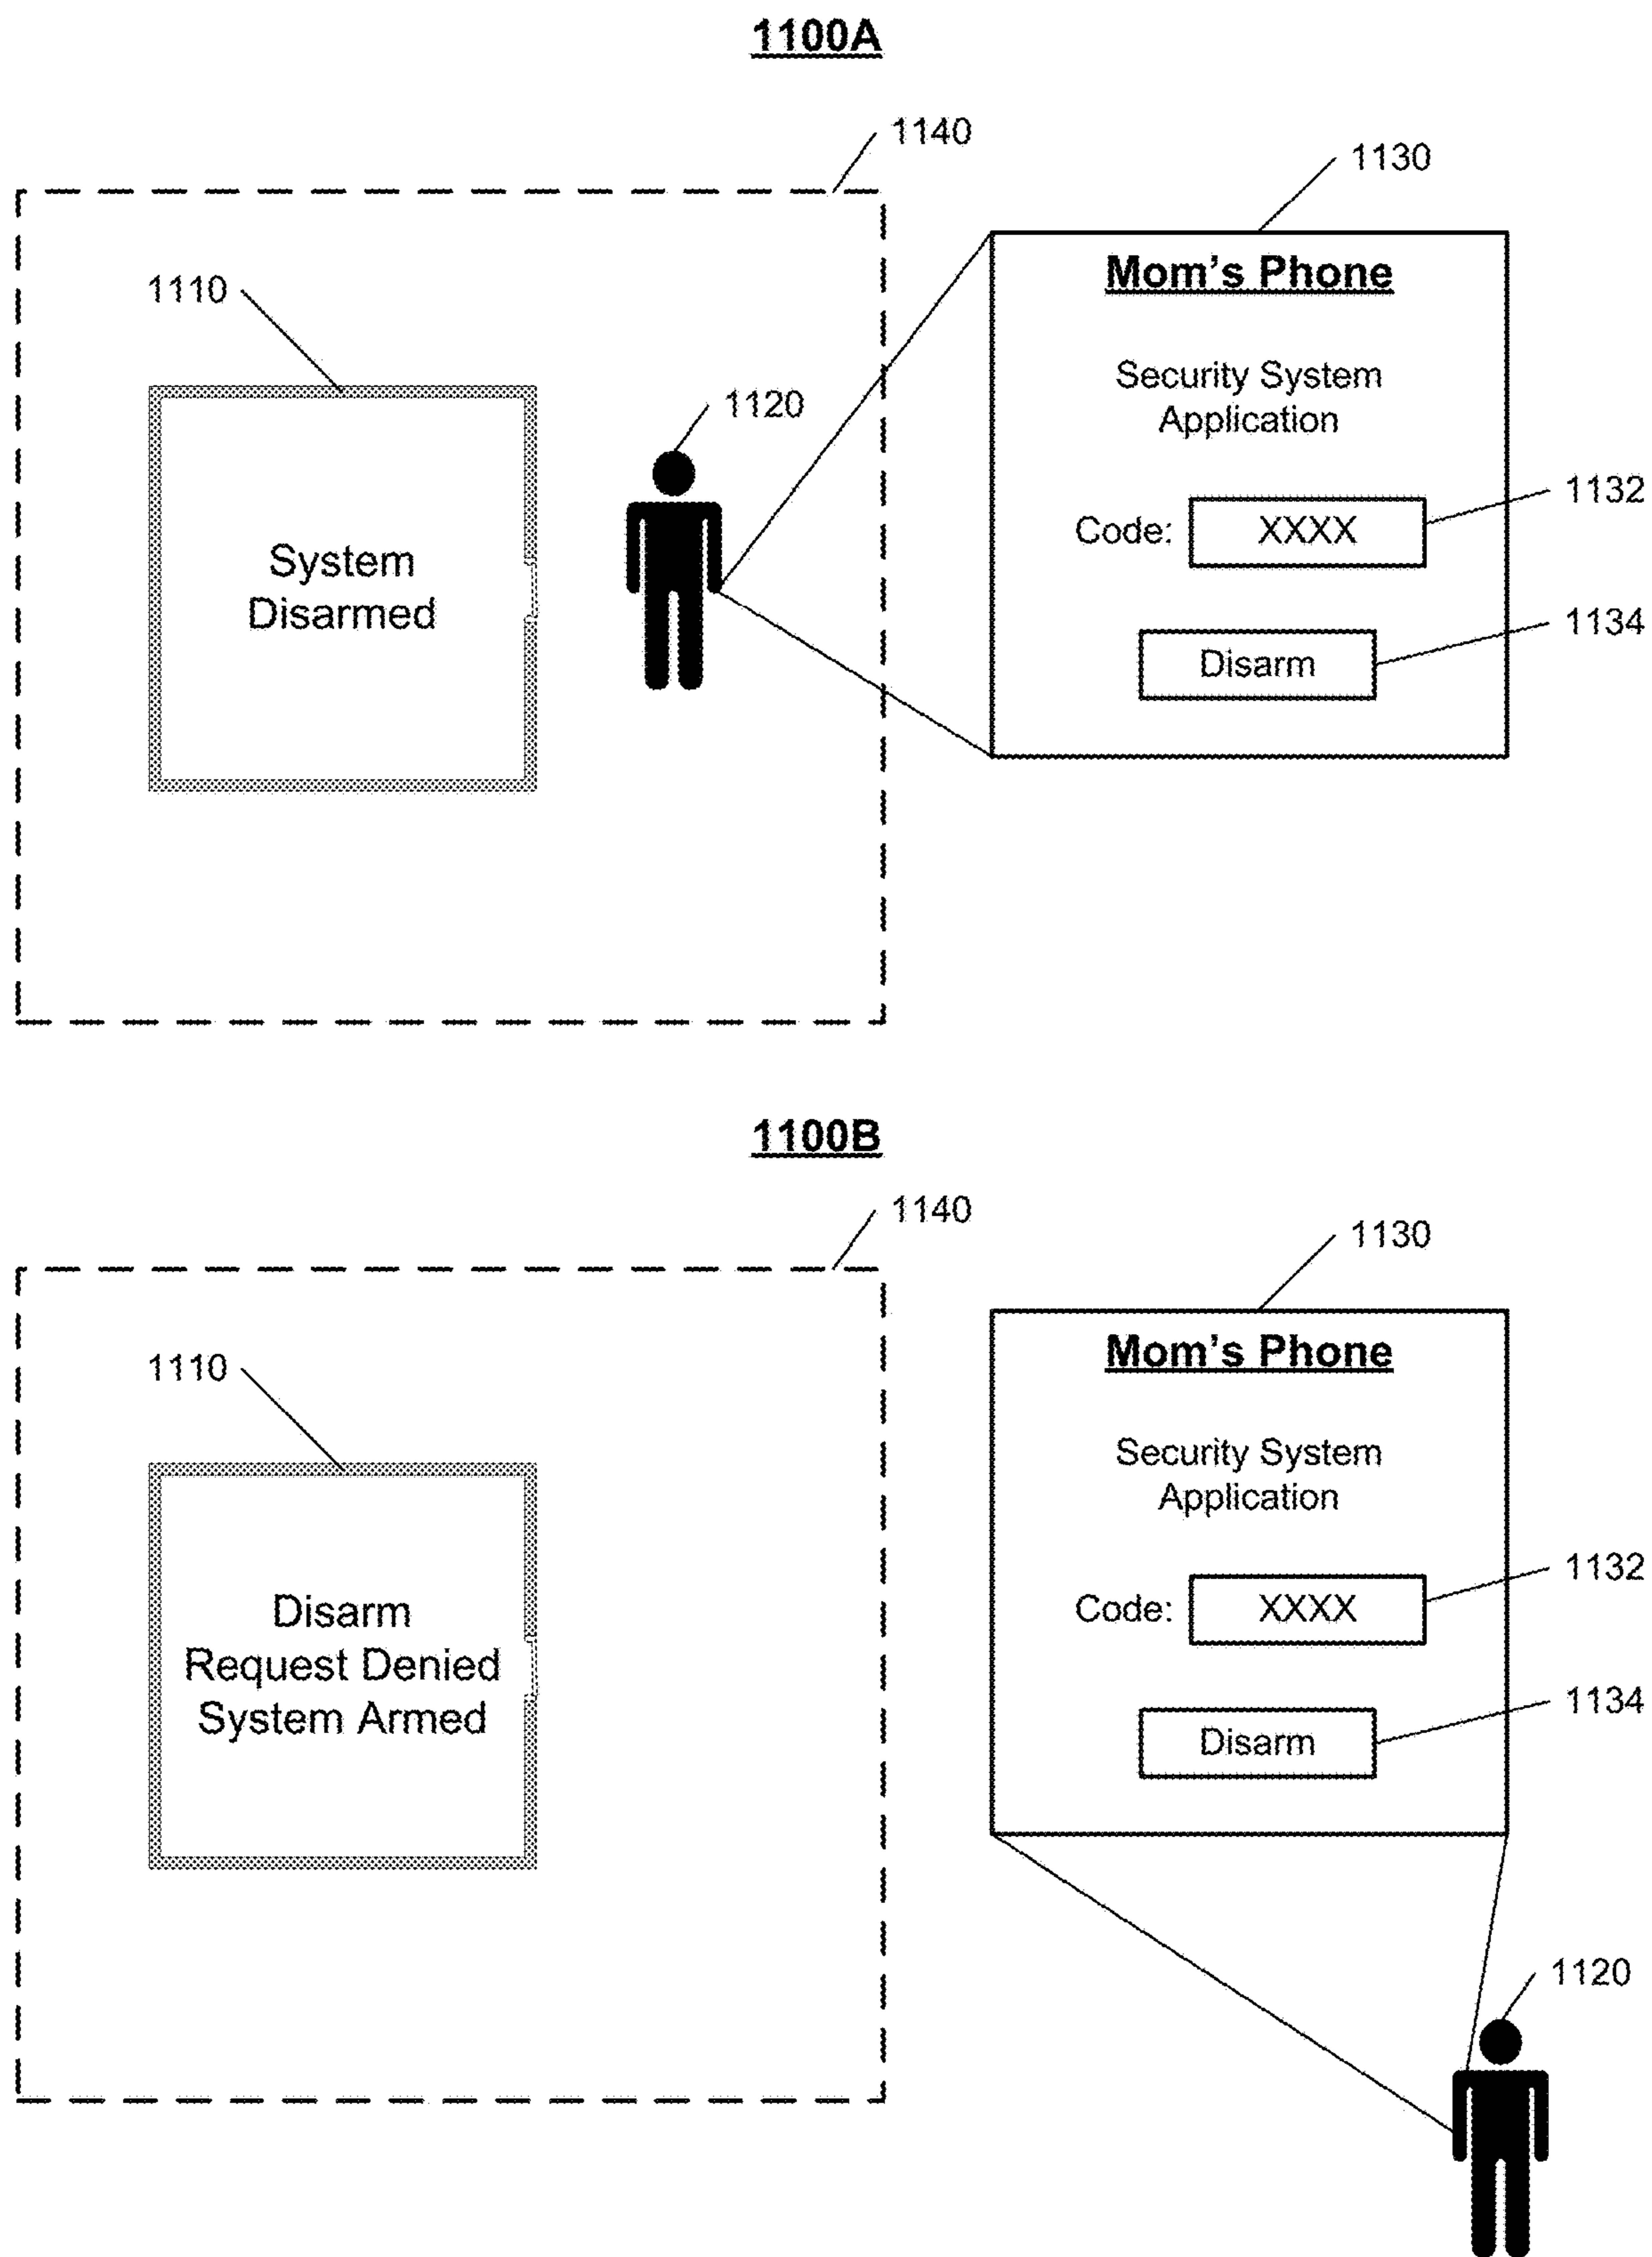 1100A
1140
1130
Mom's Phone
1110
Security System
Application
1120
1132
Code: XXXX
System
Disarmed
1134
Disarm
1100B
1140
1130
Mom's Phone
1110
Security System
Application
1132
Code: XXXX
Disarm
Request Denied
System Armed
1134
Disarm
1120